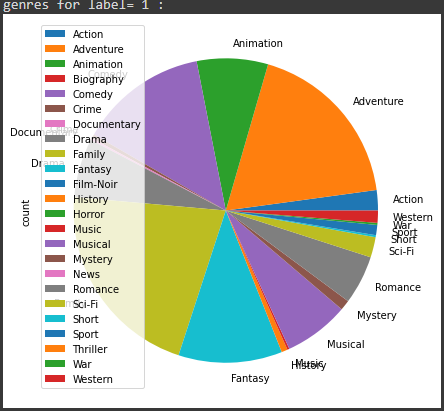 genres for label= 1 :
Action
Adventure
Animation
Biography
Comedy
Crime
Documentary
Drama
Family
Fantasy
Film-Noir
History
Horror
Music
Musical
Mystery
News
Romance
Sci-Fi
Short
Sport
Thriller
War
Western
count
Animation
Adventure
Action
Western
War
Sport
Short
Sci-Fi
Romance
Mystery
Musical
Music
History
Fantasy
Drama
Comedy